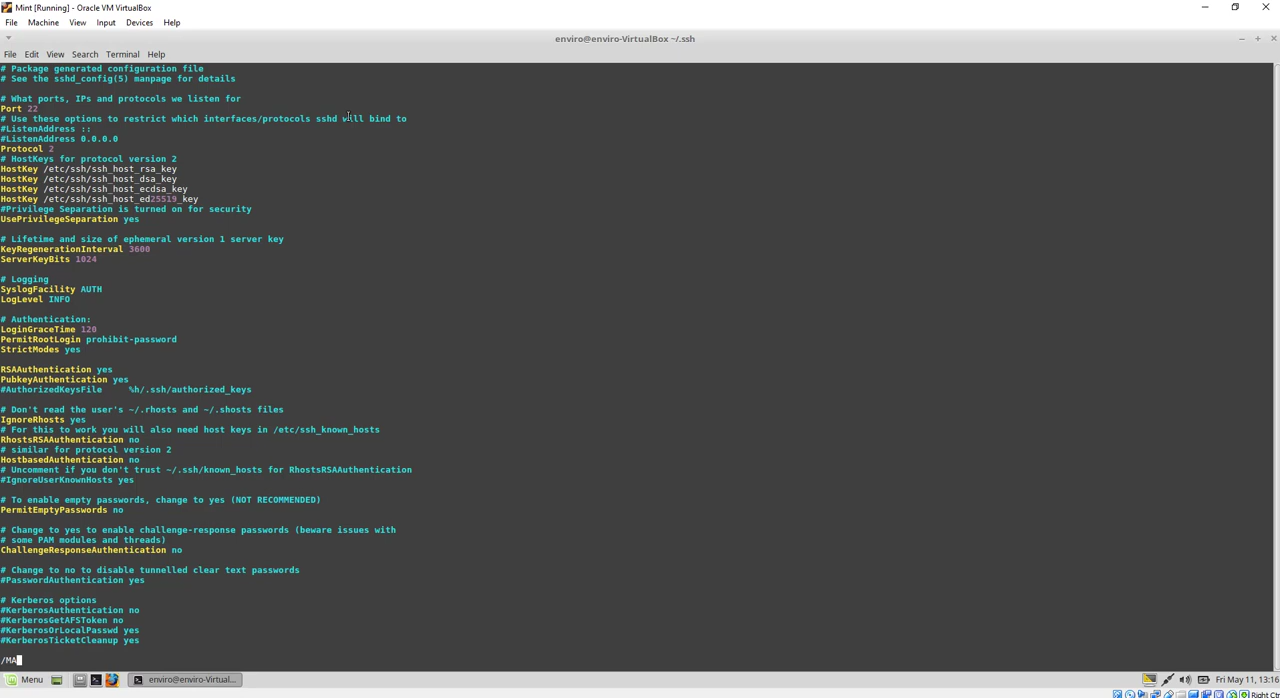 Mint [Running] - Oracle VM VirtualBox
File Machine View Input Devices Help
enviro@enviro-VirtualBox ~/.ssh
File Edit View Search Terminal Help
# Package generated configuration file
# See the sshd_config(5) manpage for details
# What ports, IPs and protocols we listen for
Port 22
# Use these options to restrict which interfaces/protocols sshd will bind to
#ListenAddress ::
#ListenAddress 0.0.0.0
Protocol 2
# HostKeys for protocol version 2
HostKey /etc/ssh/ssh_host_rsa_key
HostKey /etc/ssh/ssh_host_dsa_key
HostKey /etc/ssh/ssh_host_ecdsa_key
HostKey /etc/ssh/ssh_host_ed25519_key
#Privilege Separation is turned on for security
UsePrivilegeSeparation yes
# Lifetime and size of ephemeral version 1 server key
KeyRegenerationInterval 3600
ServerKeyBits 1024
# Logging
SyslogFacility AUTH
LogLevel INFO
# Authentication:
LoginGraceTime 120
PermitRootLogin prohibit-password
StrictModes yes
RSAAuthentication yes
PubkeyAuthentication yes
#AuthorizedKeysFile %h/.ssh/authorized_keys
# Don't read the user's ~/.rhosts and ~/.shosts files
IgnoreRhosts yes
# For this to work you will also need host keys in /etc/ssh_known_hosts
RhostsRSAAuthentication no
# similar for protocol version 2
HostbasedAuthentication no
# Uncomment if you don't trust ~/.ssh/known_hosts for RhostsRSAAuthentication
#IgnoreUserKnownHosts yes
# To enable empty passwords, change to yes (NOT RECOMMENDED)
PermitEmptyPasswords no
# Change to yes to enable challenge-response passwords (beware issues with
# some PAM modules and threads)
ChallengeResponseAuthentication no
# Change to no to disable tunnelled clear text passwords
#PasswordAuthentication yes
# Kerberos options
#KerberosAuthentication no
#KerberosGetAFSToken no
#KerberosOrLocalPasswd yes
#KerberosTicketCleanup yes
/MA
Menu enviro@enviro-Virtual... Fri May 11, 13:16
Right Ctr